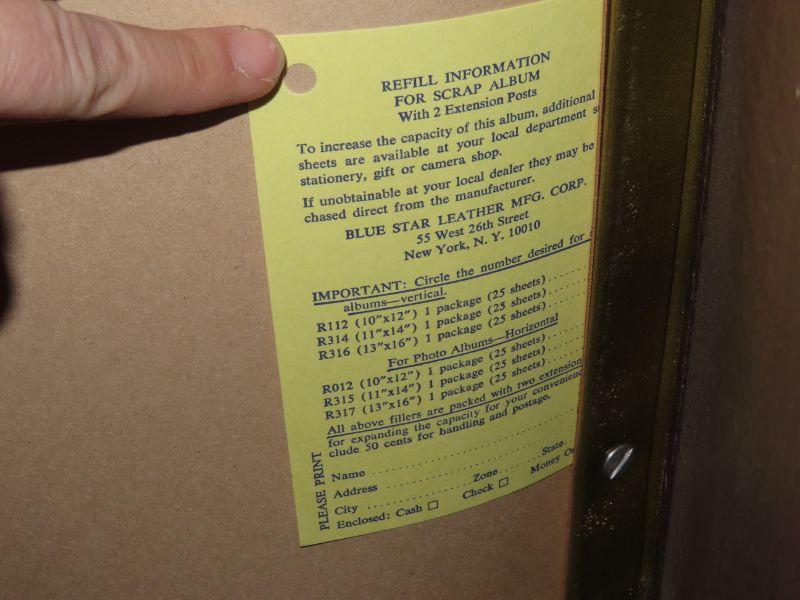 REFILL INFORMATION
FOR SCRAP ALBUM
With 2 Extension Posts
To increase the capacity of this album, additional
sheets are available at your local department s
stationery, gift or camera shop.
If unobtainable at your local dealer they may be
chased direct from the manufacturer.
BLUE STAR LEATHER MFG. CORP.
55 West 26th Street
New York, N. Y. 10010
IMPORTANT: Circle the number desired for
albums—vertical.
R112 (10"x12") 1 package (25 sheets)......
R314 (11"x14") 1 package (25 sheets)......
R316 (13"x16") 1 package (25 sheets)......
For Photo Albums—Horizontal
R012 (10"x12") 1 package (25 sheets)......
R315 (11"x14") 1 package (25 sheets)......
R317 (13"x16") 1 package (25 sheets)......
All above fillers are packed with two extension
for expanding the capacity for your convenienc
clude 50 cents for handling and postage.
PLEASE PRINT
Name ..............................
Address ..............................
City .................... Zone........ State..
Enclosed: Cash □ Check □ Money Or